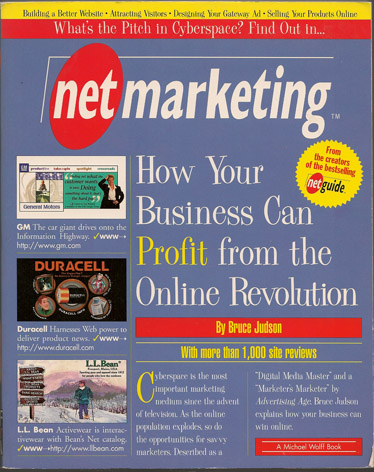 Building a Better Website • Attracting Visitors • Designing Your Gateway Ad • Selling Your Products Online
What's the Pitch in Cyberspace? Find Out in...
netmarketing™
From
the creators
of the bestselling
netguide.
How Your
Business Can
Profit from the
Online Revolution
By Bruce Judson
With more than 1,000 site reviews
GM
General Motors
GM The car giant drives onto the
Information Highway. ✓www→
http://www.gm.com
DURACELL
Duracell Harnesses Web power to
deliver product news. ✓www→
http://www.duracell.com
L.L.Bean
L.L. Bean Activewear is interac-
tivewear with Bean's Net catalog.
✓www→http://www.llbean.com
Cyberspace is the most
important marketing
medium since the advent
of television. As the online
population explodes, so do
the opportunities for savvy
marketers. Described as a
"Digital Media Master" and a
"Marketer's Marketer" by
Advertising Age, Bruce Judson
explains how your business can
win online.
A Michael Wolff Book